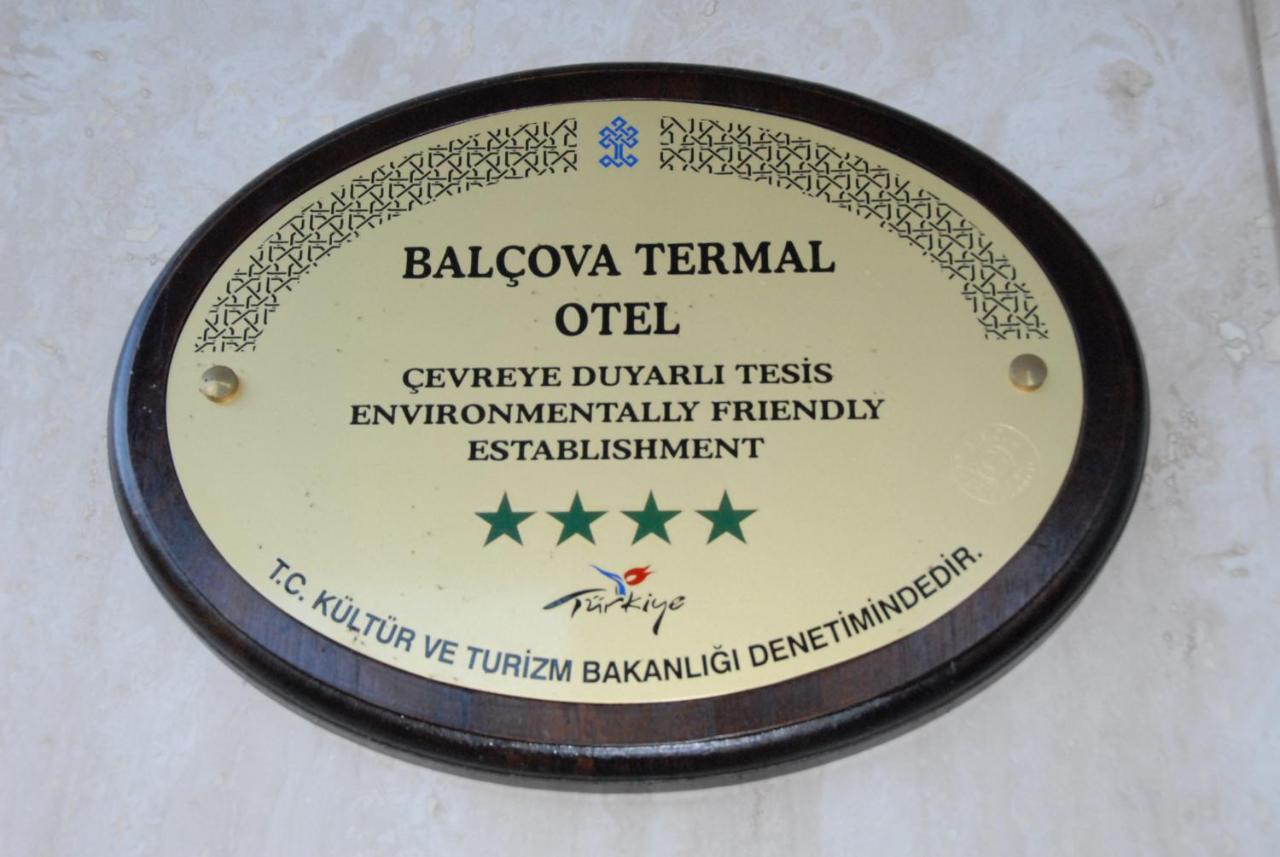 BALÇOVA TERMAL
OTEL
ÇEVREYE DUYARLI TESİS
ENVIRONMENTALLY FRIENDLY
ESTABLISHMENT
Türkiye
T.C. KÜLTÜR VE TURİZM BAKANLIĞI DENETİMİNDEDİR.